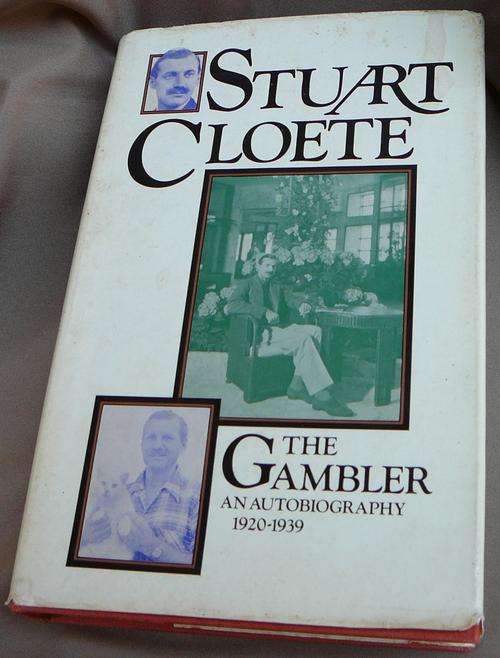 STUART
CLOETE
THE
GAMBLER
AN AUTOBIOGRAPHY
1920-1939